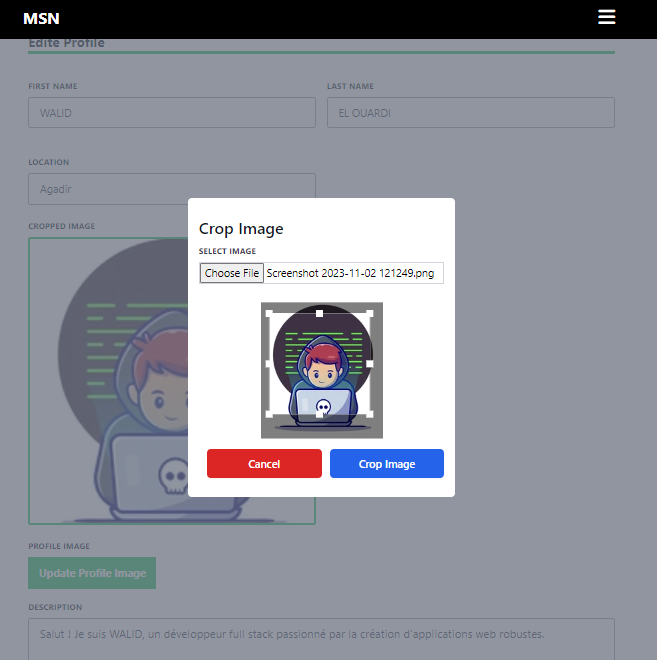 MSN
Edite Profile
FIRST NAME
LAST NAME
WALID
EL OUARDI
LOCATION
Agadir
CROPPED IMAGE
Crop Image
SELECT IMAGE
Choose File Screenshot 2023-11-02 121249.png
Cancel
Crop Image
PROFILE IMAGE
Update Profile Image
DESCRIPTION
Salut ! Je suis WALID, un développeur full stack passionné par la création d'applications web robustes.